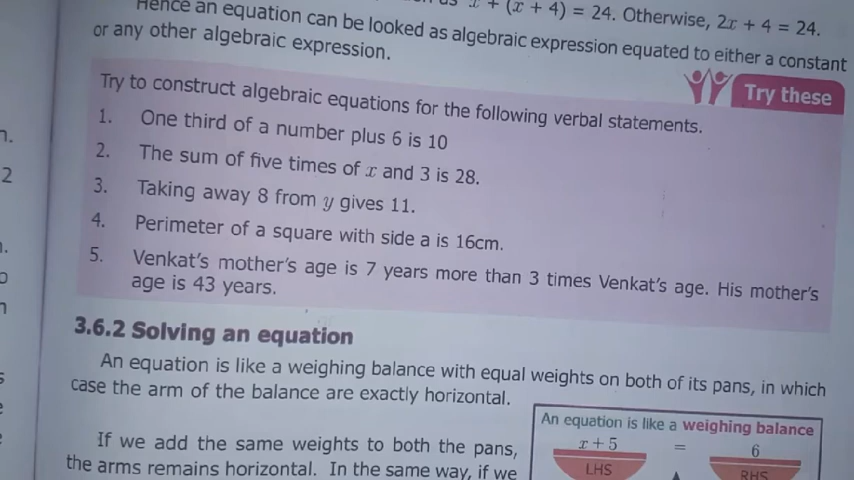 Hence an equation can be looked as algebraic expression equated to either a constant
or any other algebraic expression.
x + (x + 4) = 24. Otherwise, 2x + 4 = 24.
Try these
Try to construct algebraic equations for the following verbal statements.
1. One third of a number plus 6 is 10
2. The sum of five times of x and 3 is 28.
3. Taking away 8 from y gives 11.
4. Perimeter of a square with side a is 16cm.
5. Venkat's mother's age is 7 years more than 3 times Venkat's age. His mother's
age is 43 years.
3.6.2 Solving an equation
An equation is like a weighing balance with equal weights on both of its pans, in which
case the arm of the balance are exactly horizontal.
If we add the same weights to both the pans,
the arms remains horizontal. In the same way, if we
An equation is like a weighing balance
x + 5 = 6
LHS RHS